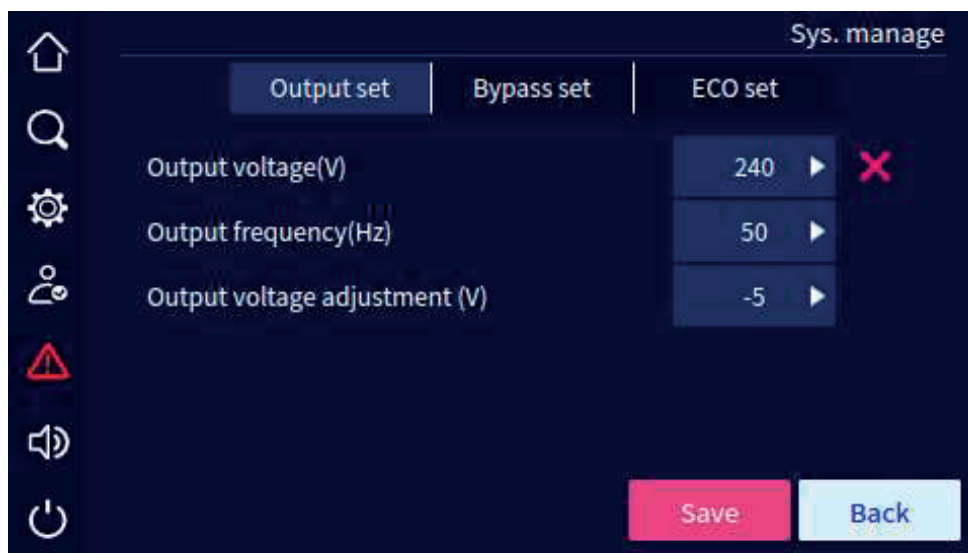 Sys. manage
Output set Bypass set ECO set
Output voltage(V) 240
Output frequency(Hz) 50
Output voltage adjustment (V) -5
Save Back